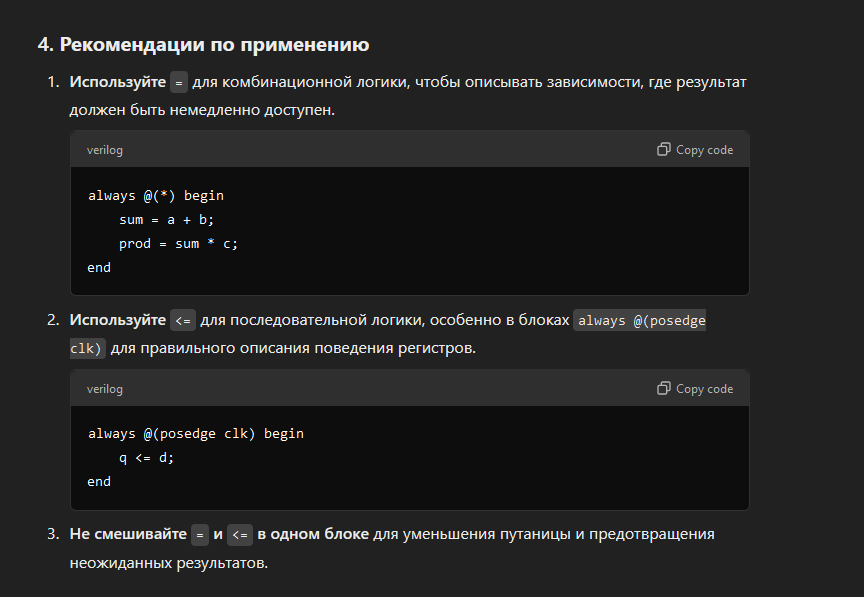 4. Рекомендации по применению
1. Используйте = для комбинационной логики, чтобы описывать зависимости, где результат
должен быть немедленно доступен.
verilog Copy code
always @(*) begin
    sum = a + b;
    prod = sum * c;
end
2. Используйте <= для последовательной логики, особенно в блоках always @(posedge
clk) для правильного описания поведения регистров.
verilog Copy code
always @(posedge clk) begin
    q <= d;
end
3. Не смешивайте = и <= в одном блоке для уменьшения путаницы и предотвращения
неожиданных результатов.